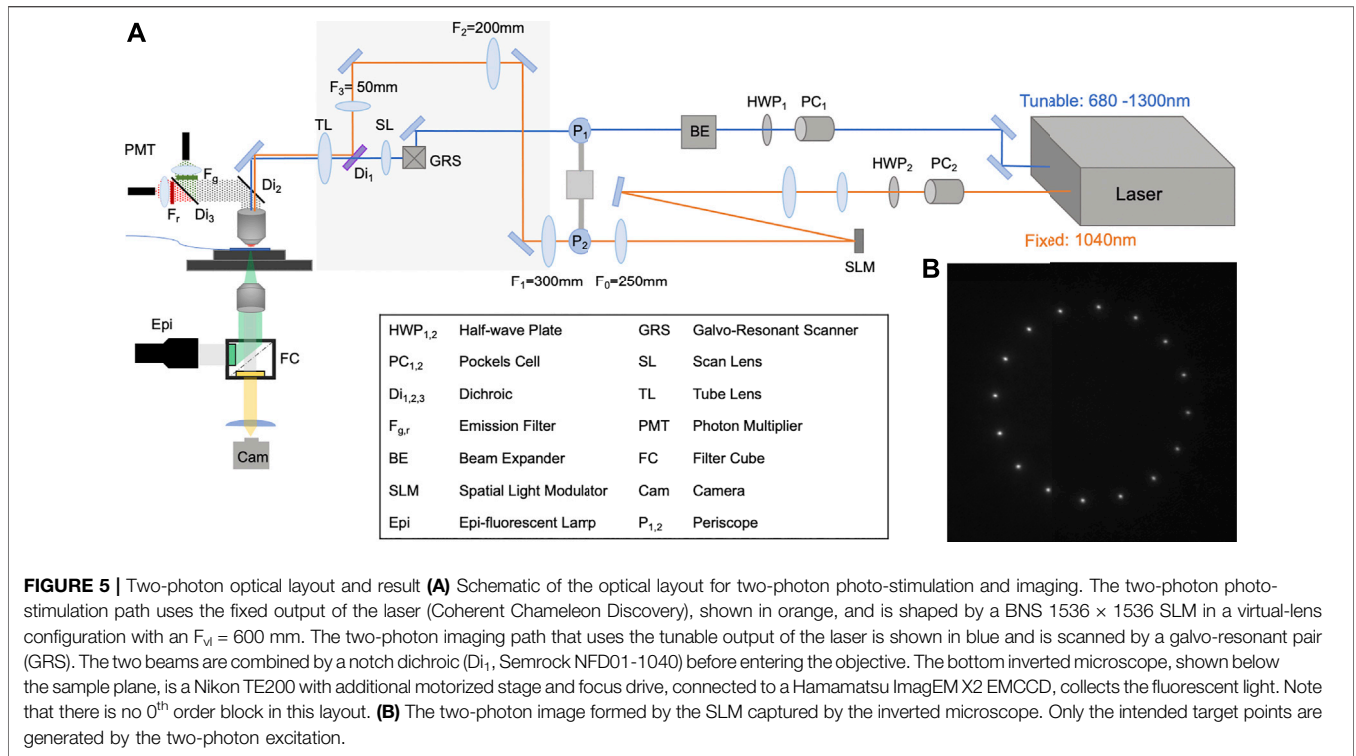 A
F2=200mm
F3= 50mm
TL
SL
GRS
Di1
PMT
Fg
Fr
Di3
Di2
P1
BE
HWP1
PC1
Tunable: 680 -1300nm
HWP2
PC2
Laser
Fixed: 1040nm
P2
SLM
F1=300mm
F0=250mm
Epi
FC
Cam
B
HWP1,2 Half-wave Plate GRS Galvo-Resonant Scanner
PC1,2 Pockels Cell SL Scan Lens
Di1,2,3 Dichroic TL Tube Lens
Fg,r Emission Filter PMT Photon Multiplier
BE Beam Expander FC Filter Cube
SLM Spatial Light Modulator Cam Camera
Epi Epi-fluorescent Lamp P1,2 Periscope
FIGURE 5 | Two-photon optical layout and result (A) Schematic of the optical layout for two-photon photo-stimulation and imaging. The two-photon photo-
stimulation path uses the fixed output of the laser (Coherent Chameleon Discovery), shown in orange, and is shaped by a BNS 1536 × 1536 SLM in a virtual-lens
configuration with an Fvl = 600 mm. The two-photon imaging path that uses the tunable output of the laser is shown in blue and is scanned by a galvo-resonant pair
(GRS). The two beams are combined by a notch dichroic (Di1, Semrock NFD01-1040) before entering the objective. The bottom inverted microscope, shown below
the sample plane, is a Nikon TE200 with additional motorized stage and focus drive, connected to a Hamamatsu ImagEM X2 EMCCD, collects the fluorescent light. Note
that there is no 0th order block in this layout. (B) The two-photon image formed by the SLM captured by the inverted microscope. Only the intended target points are
generated by the two-photon excitation.